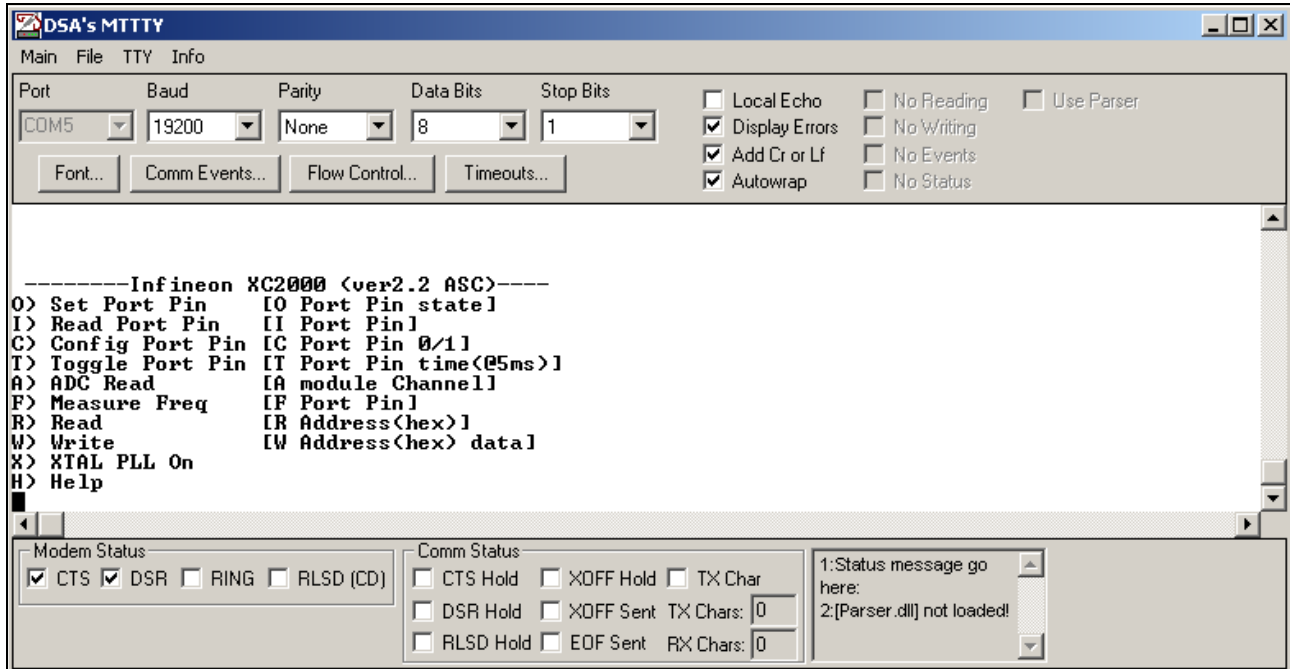 DSA's MTTTY
Main File TTY Info
Port Baud Parity Data Bits Stop Bits
COM5 19200 None 8 1
Font... Comm Events... Flow Control... Timeouts...
Local Echo No Reading Use Parser
Display Errors No Writing
Add Cr or Lf No Events
Autowrap No Status
--------Infineon XC2000 (ver2.2 ASC)----
O) Set Port Pin [O Port Pin state]
I) Read Port Pin [I Port Pin]
C) Config Port Pin [C Port Pin 0/1]
T) Toggle Port Pin [T Port Pin time(@5ms)]
A) ADC Read [A module Channel]
F) Measure Freq [F Port Pin]
R) Read [R Address(hex)]
W) Write [W Address(hex) data]
X) XTAL PLL On
H) Help
Modem Status
CTS DSR RING RLSD (CD)
Comm Status
CTS Hold XOFF Hold TX Char
DSR Hold XOFF Sent TX Chars: 0
RLSD Hold EOF Sent RX Chars: 0
1:Status message go
here:
2:[Parser.dll] not loaded!